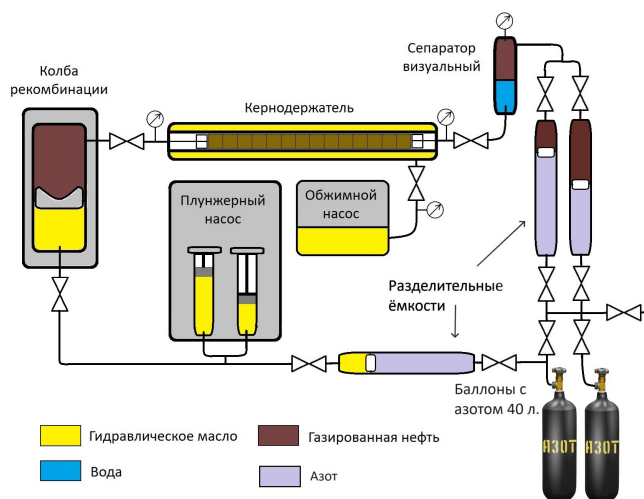 Сепаратор
визуальный
Колба
рекомбинации
Кернодержатель
Плунжерный
насос
Обжимной
насос
Разделительные
ёмкости
Баллоны с
азотом 40 л.
АЗОТ
АЗОТ
Гидравлическое масло
Газированная нефть
Вода
Азот